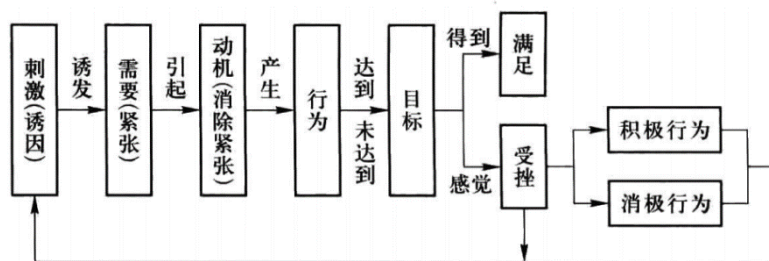 刺激(诱因)
诱发
需要(紧张)
引起
动机(消除紧张)
产生
行为
达到
未达到
目标
得到
满足
感觉
受挫
积极行为
消极行为